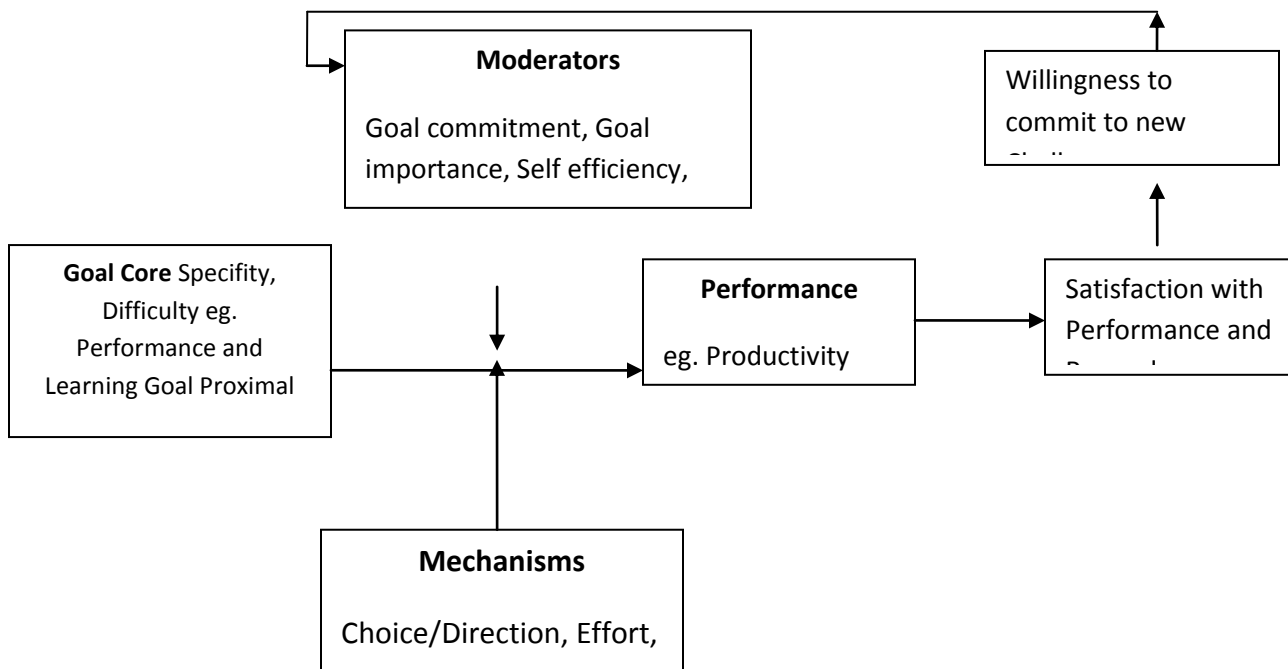 Moderators
Goal commitment, Goal
importance, Self efficiency,
Willingness to
commit to new
Goal Core Specifity,
Difficulty eg.
Performance and
Learning Goal Proximal
Performance
eg. Productivity
Satisfaction with
Performance and
Mechanisms
Choice/Direction, Effort,